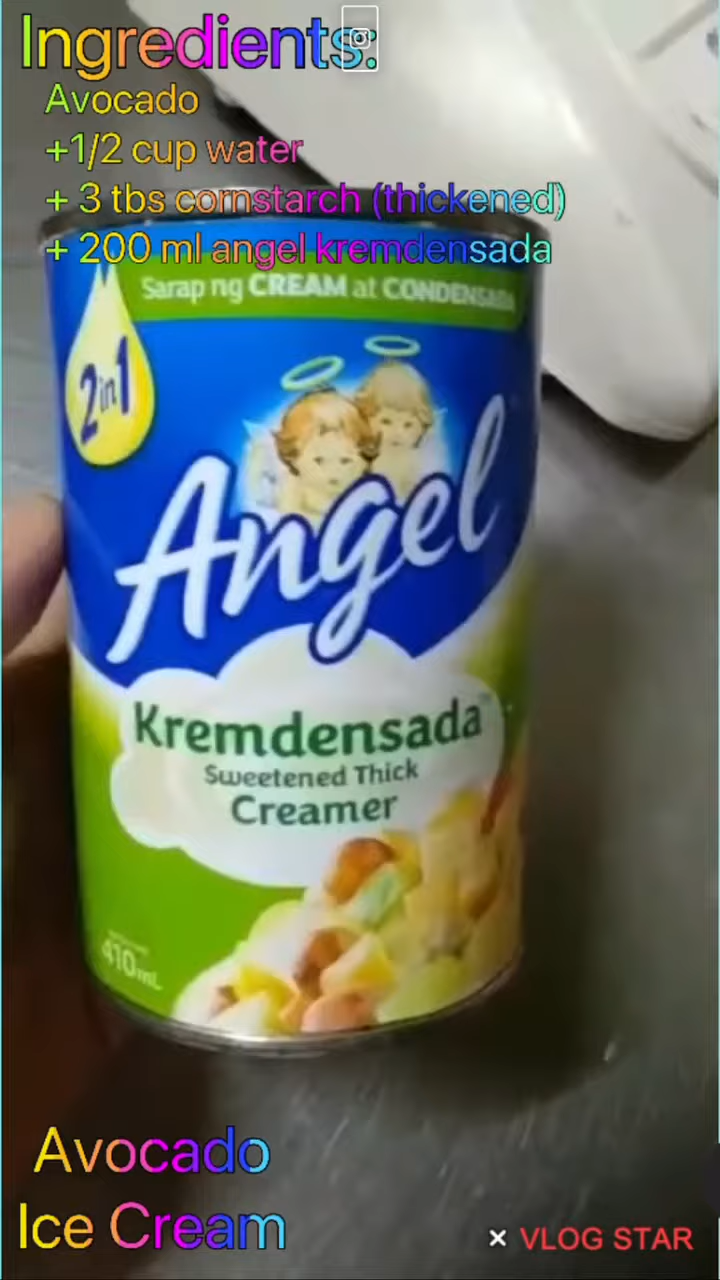 Ingredients:
Avocado
+1/2 cup water
+ 3 tbs cornstarch (thickened)
+ 200 ml angel kremdensada
Sarap ng CREAM at CONDENSADA
2in1
Angel
Kremdensada
Sweetened Thick
Creamer
410mL
Avocado
Ice Cream
× VLOG STAR